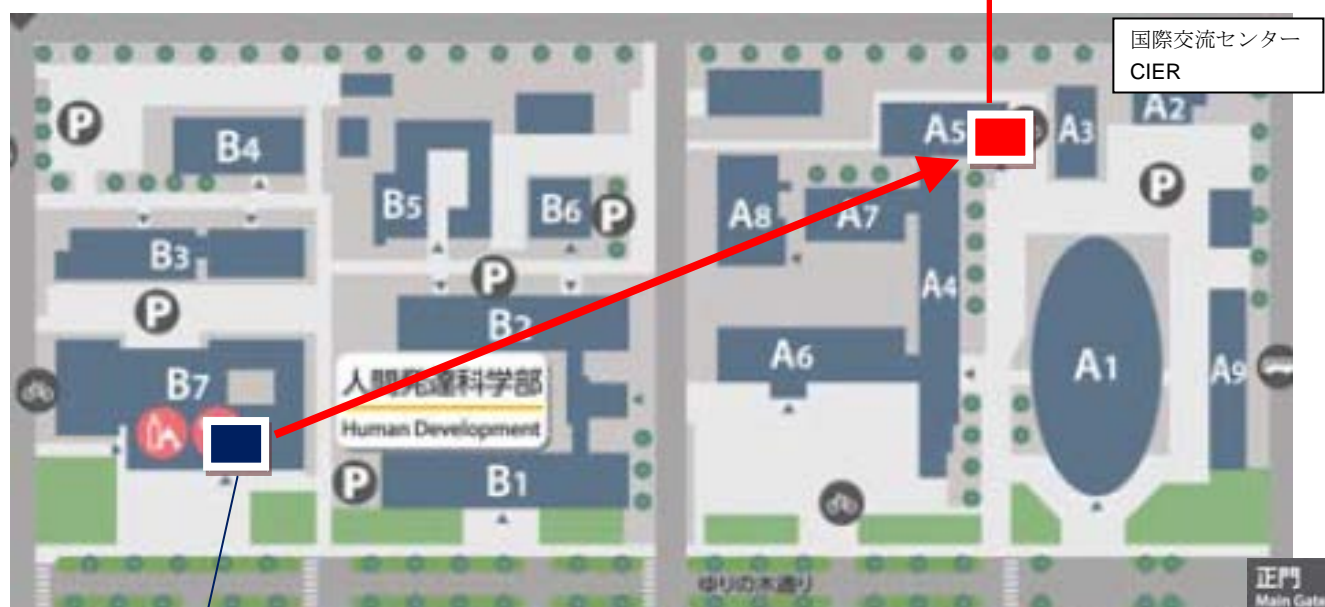 国際交流センター
CIER
P
B4
A5
A3
A2
P
B5
B6
P
A8
A7
B3
P
A4
P
B2
B7
人間発達科学部
Human Development
A6
A1
A9
P
B1
ゆりの木通り
正門
Main Gate